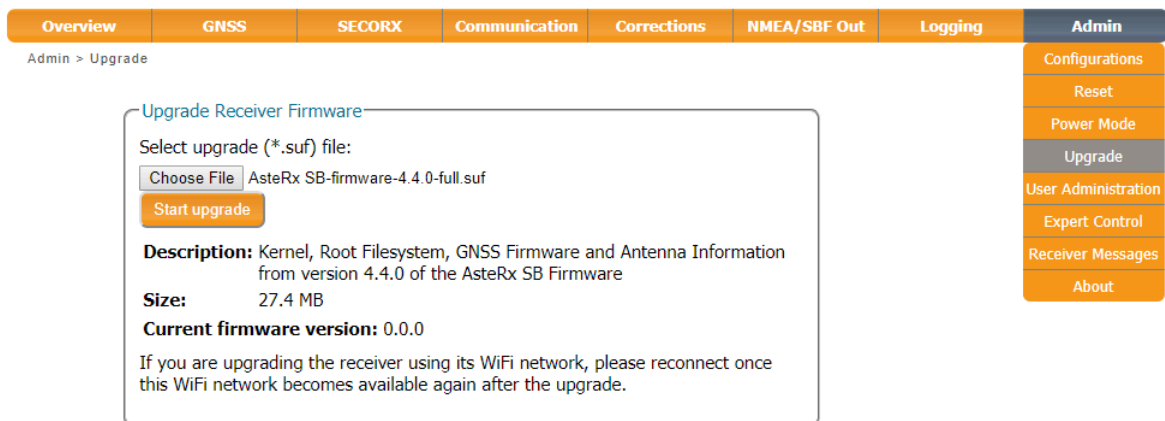 Overview GNSS SECORX Communication Corrections NMEA/SBF Out Logging Admin
Admin > Upgrade
Configurations
Reset
Power Mode
Upgrade
User Administration
Expert Control
Receiver Messages
About
Upgrade Receiver Firmware
Select upgrade (*.suf) file:
Choose File AsteRx SB-firmware-4.4.0-full.suf
Start upgrade
Description: Kernel, Root Filesystem, GNSS Firmware and Antenna Information
from version 4.4.0 of the AsteRx SB Firmware
Size: 27.4 MB
Current firmware version: 0.0.0
If you are upgrading the receiver using its WiFi network, please reconnect once
this WiFi network becomes available again after the upgrade.